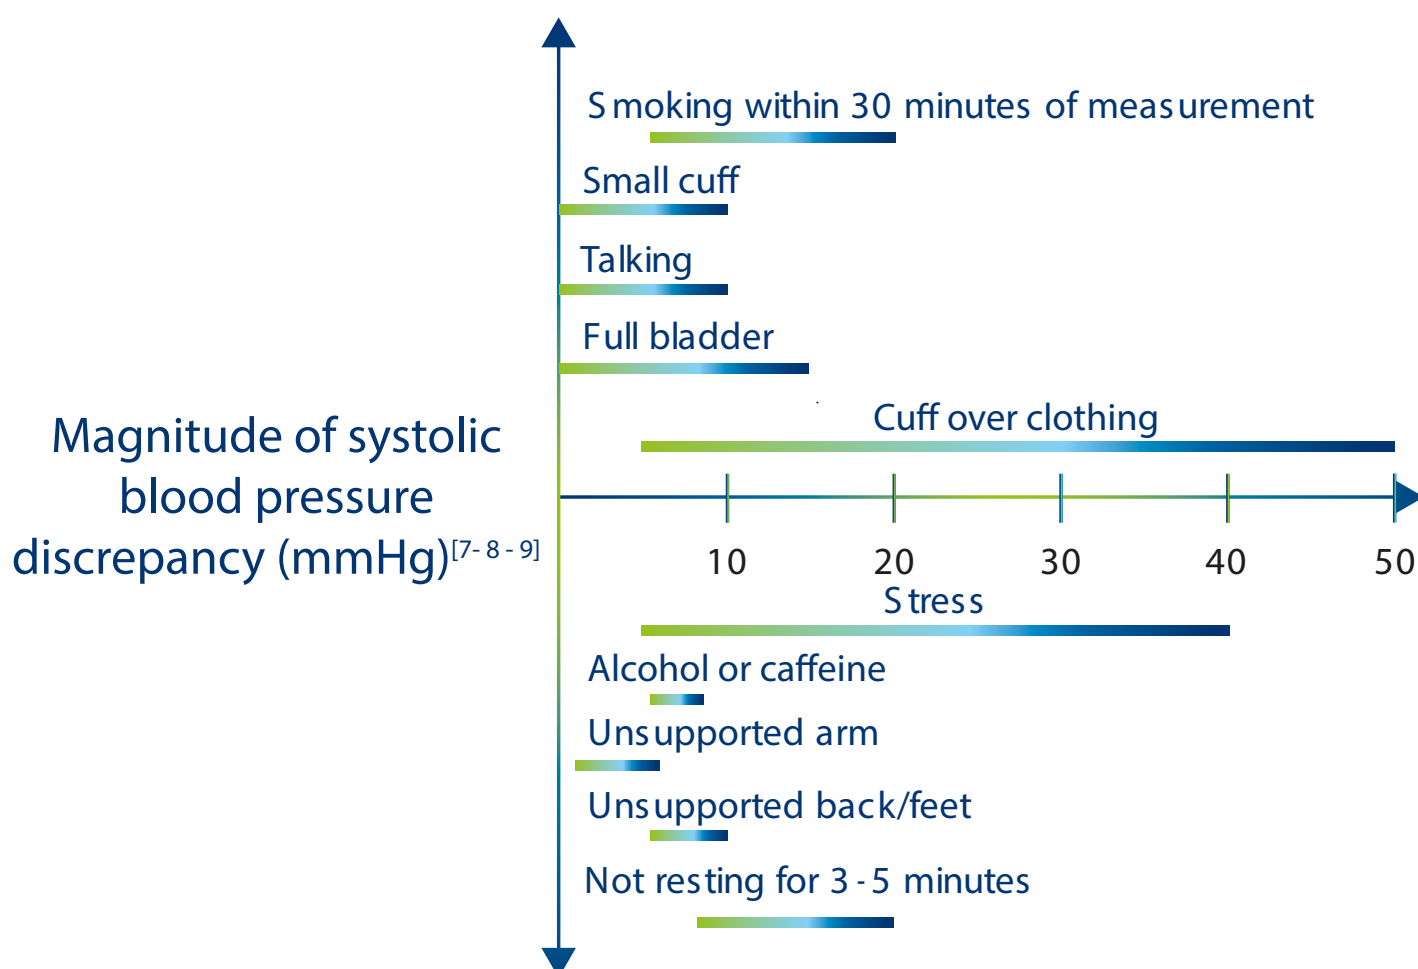 Smoking within 30 minutes of measurement
Small cuff
Talking
Full bladder
Cuff over clothing
Magnitude of systolic
blood pressure
discrepancy (mmHg)[7-8-9]
10 20 30 40 50
Stress
Alcohol or caffeine
Unsupported arm
Unsupported back/feet
Not resting for 3-5 minutes